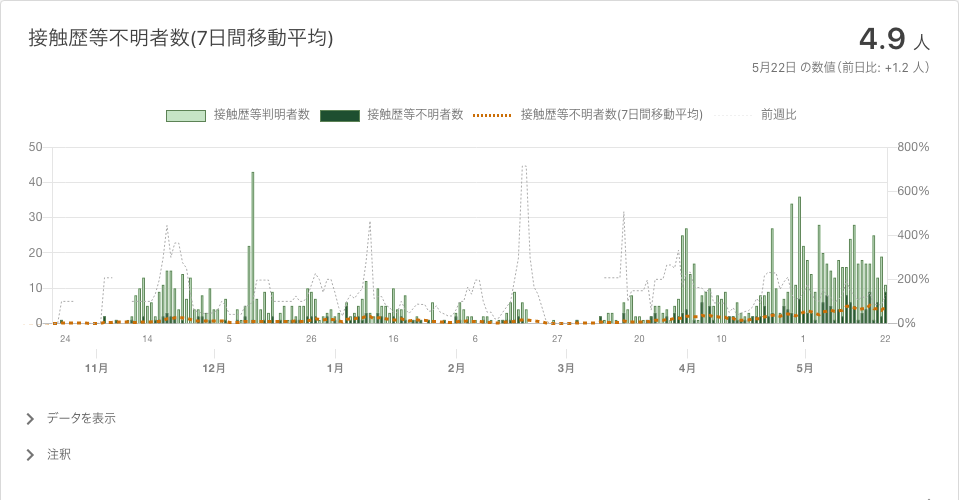 接触歴等不明者数(7日間移動平均)
4.9 人
5月22日 の数値(前日比: +1.2 人)
接触歴等判明者数 接触歴等不明者数 接触歴等不明者数(7日間移動平均) 前週比
50 800%
40 600%
30 400%
20 200%
10 0%
0
24 14 5 26 16 6 27 20 10 1 22
11月 12月 1月 2月 3月 4月 5月
データを表示
注釈